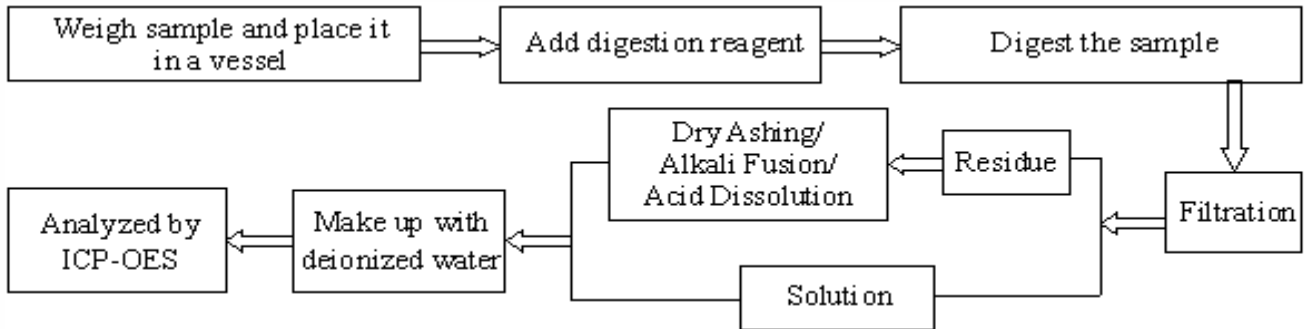 Weigh sample and place it
in a vessel
Add digestion reagent
Digest the sample
Filtration
Residue
Dry Ashing/
Alkali Fusion/
Acid Dissolution
Solution
Make up with
deionized water
Analyzed by
ICP-OES